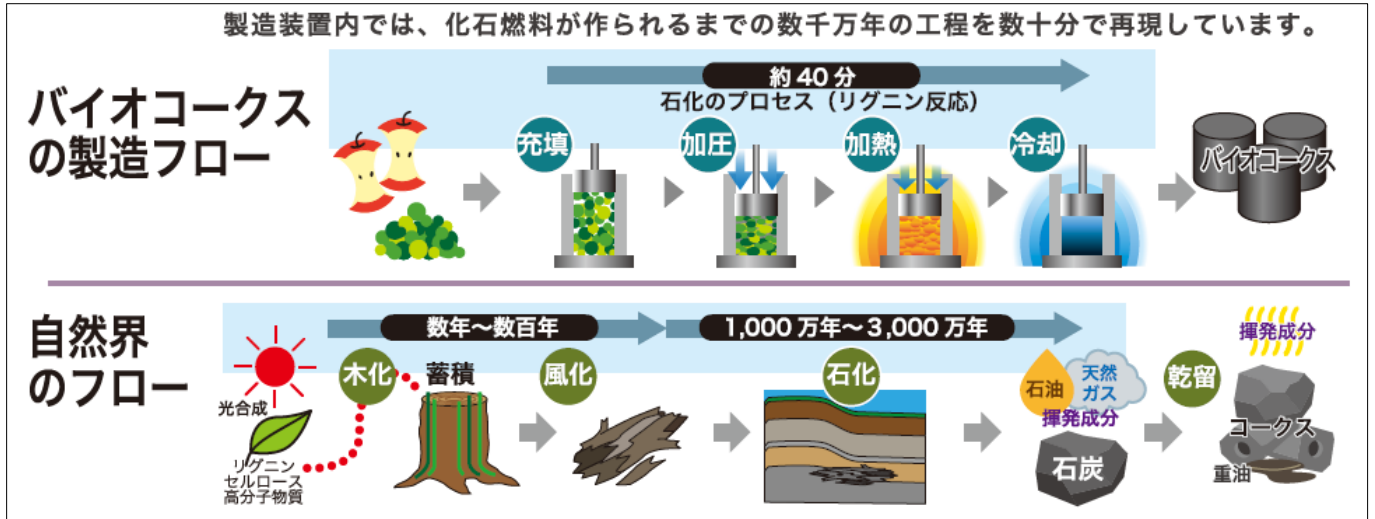 製造装置内では、化石燃料が作られるまでの数千万年の工程を数十分で再現しています。
バイオコークス
の製造フロー
約40分
石化のプロセス（リグニン反応）
充填
加圧
加熱
冷却
バイオコークス
自然界
のフロー
数年～数百年
1,000万年～3,000万年
光合成
リグニン
セルロース
高分子物質
木化
蓄積
風化
石化
石油
天然
ガス
揮発成分
石炭
乾留
揮発成分
コークス
重油